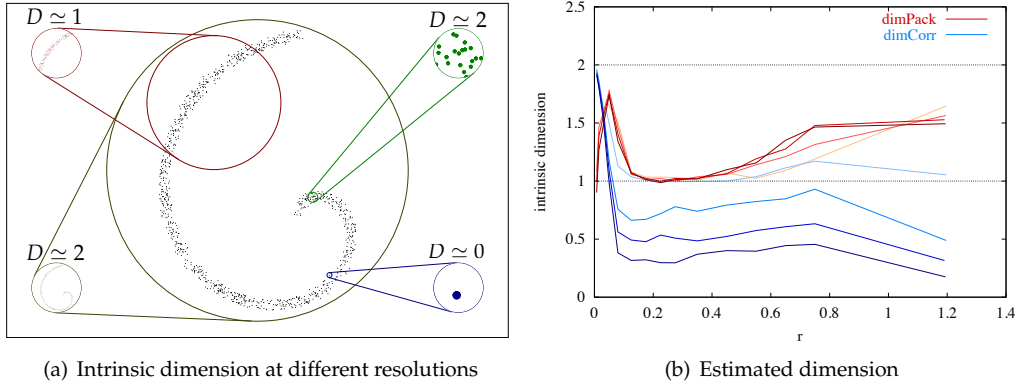 D ≃ 1
D ≃ 2
D ≃ 2
D ≃ 0
(a) Intrinsic dimension at different resolutions
dimPack
dimCorr
intrinsic dimension
2.5
2
1.5
1
0.5
0
0 0.2 0.4 0.6 0.8 1 1.2 1.4
r
(b) Estimated dimension